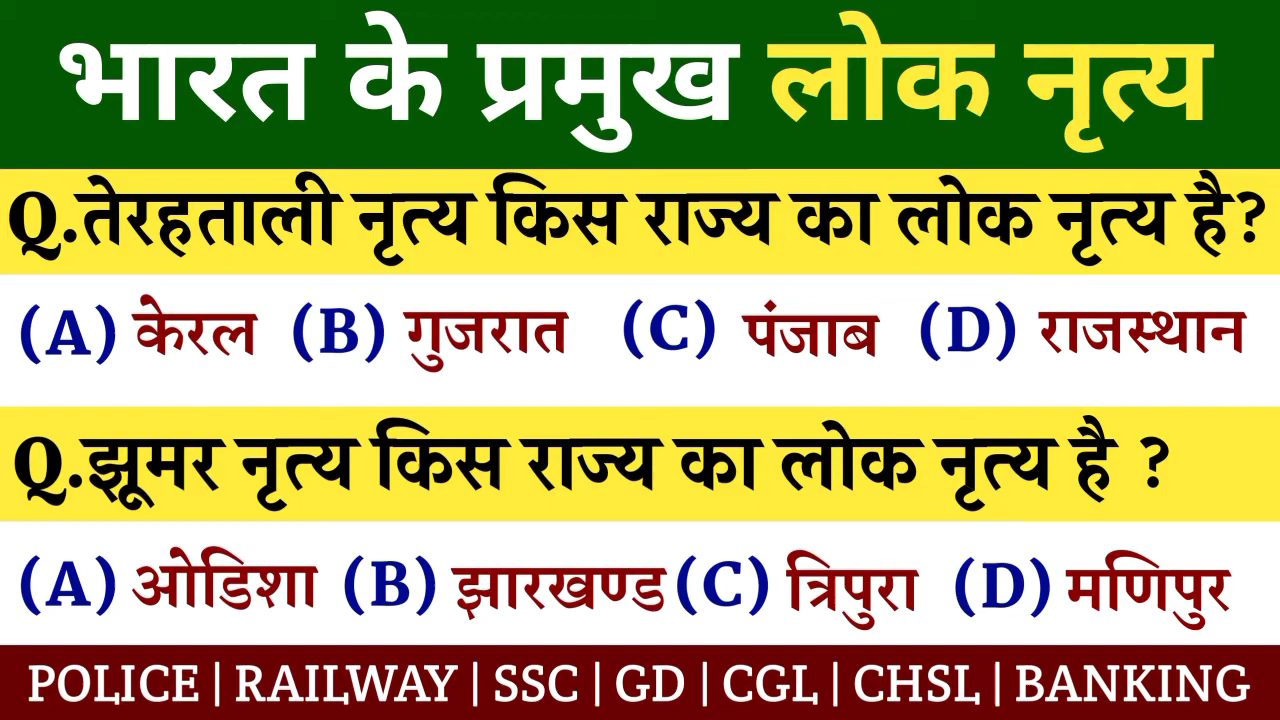 भारत के प्रमुख लोक नृत्य
Q.तेरहताली नृत्य किस राज्य का लोक नृत्य है?
(A) केरल (B) गुजरात (C) पंजाब (D) राजस्थान
Q.झूमर नृत्य किस राज्य का लोक नृत्य है ?
(A) ओडिशा (B) झारखण्ड (C) त्रिपुरा (D) मणिपुर
POLICE | RAILWAY | SSC | GD | CGL | CHSL | BANKING